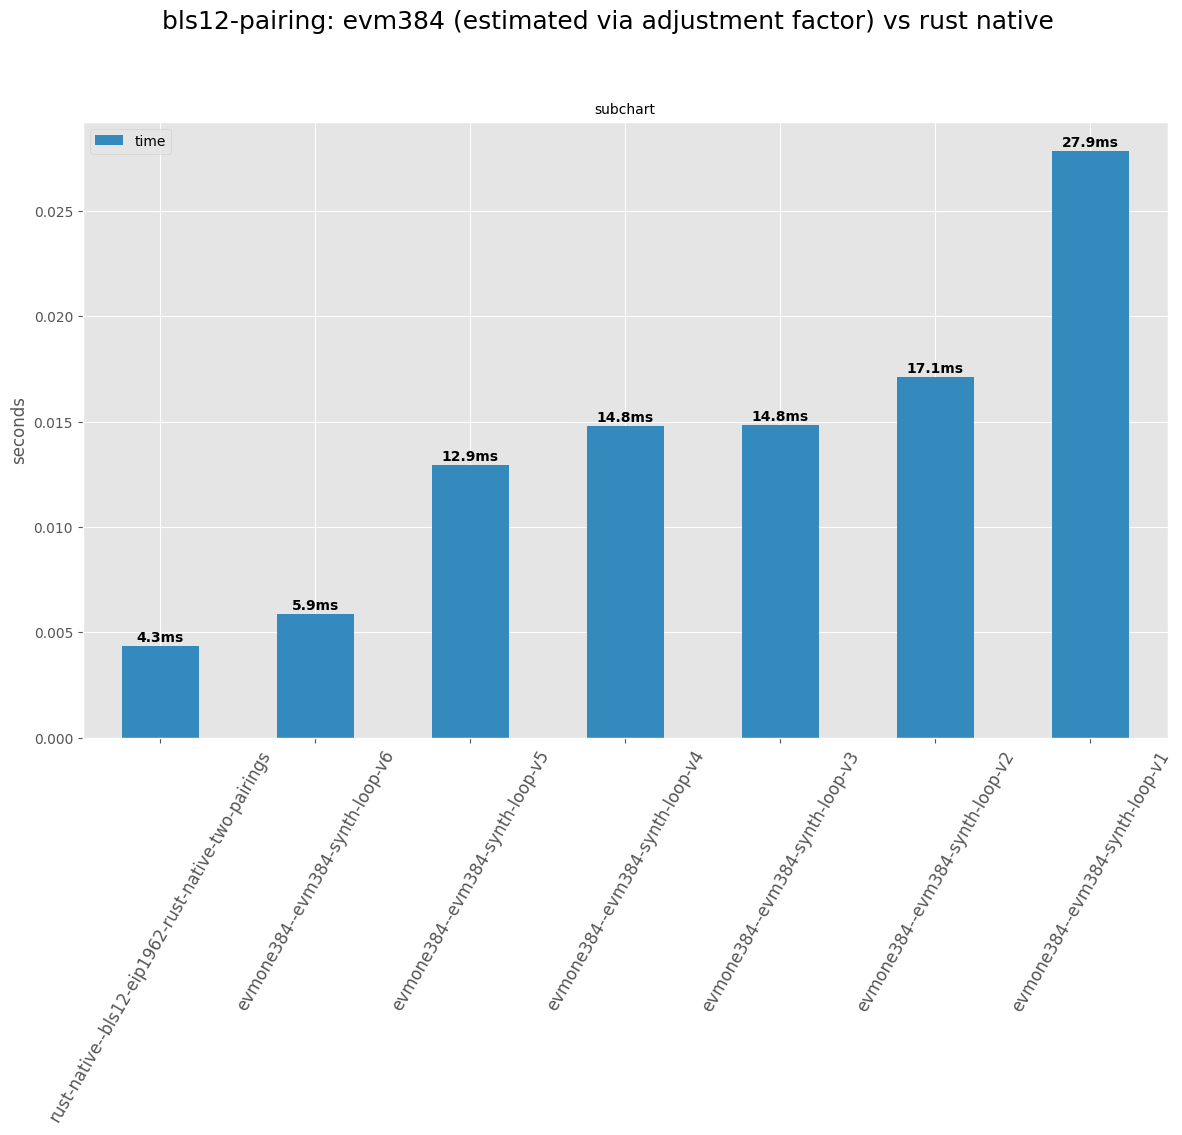 bls12-pairing: evm384 (estimated via adjustment factor) vs rust native
subchart
time
27.9ms
17.1ms
14.8ms
14.8ms
12.9ms
5.9ms
4.3ms
0.025
0.020
0.015
0.010
0.005
0.000
seconds
rust-native--bls12-eip1962-rust-native-two-pairings
evmone384--evm384-synth-loop-v6
evmone384--evm384-synth-loop-v5
evmone384--evm384-synth-loop-v4
evmone384--evm384-synth-loop-v3
evmone384--evm384-synth-loop-v2
evmone384--evm384-synth-loop-v1